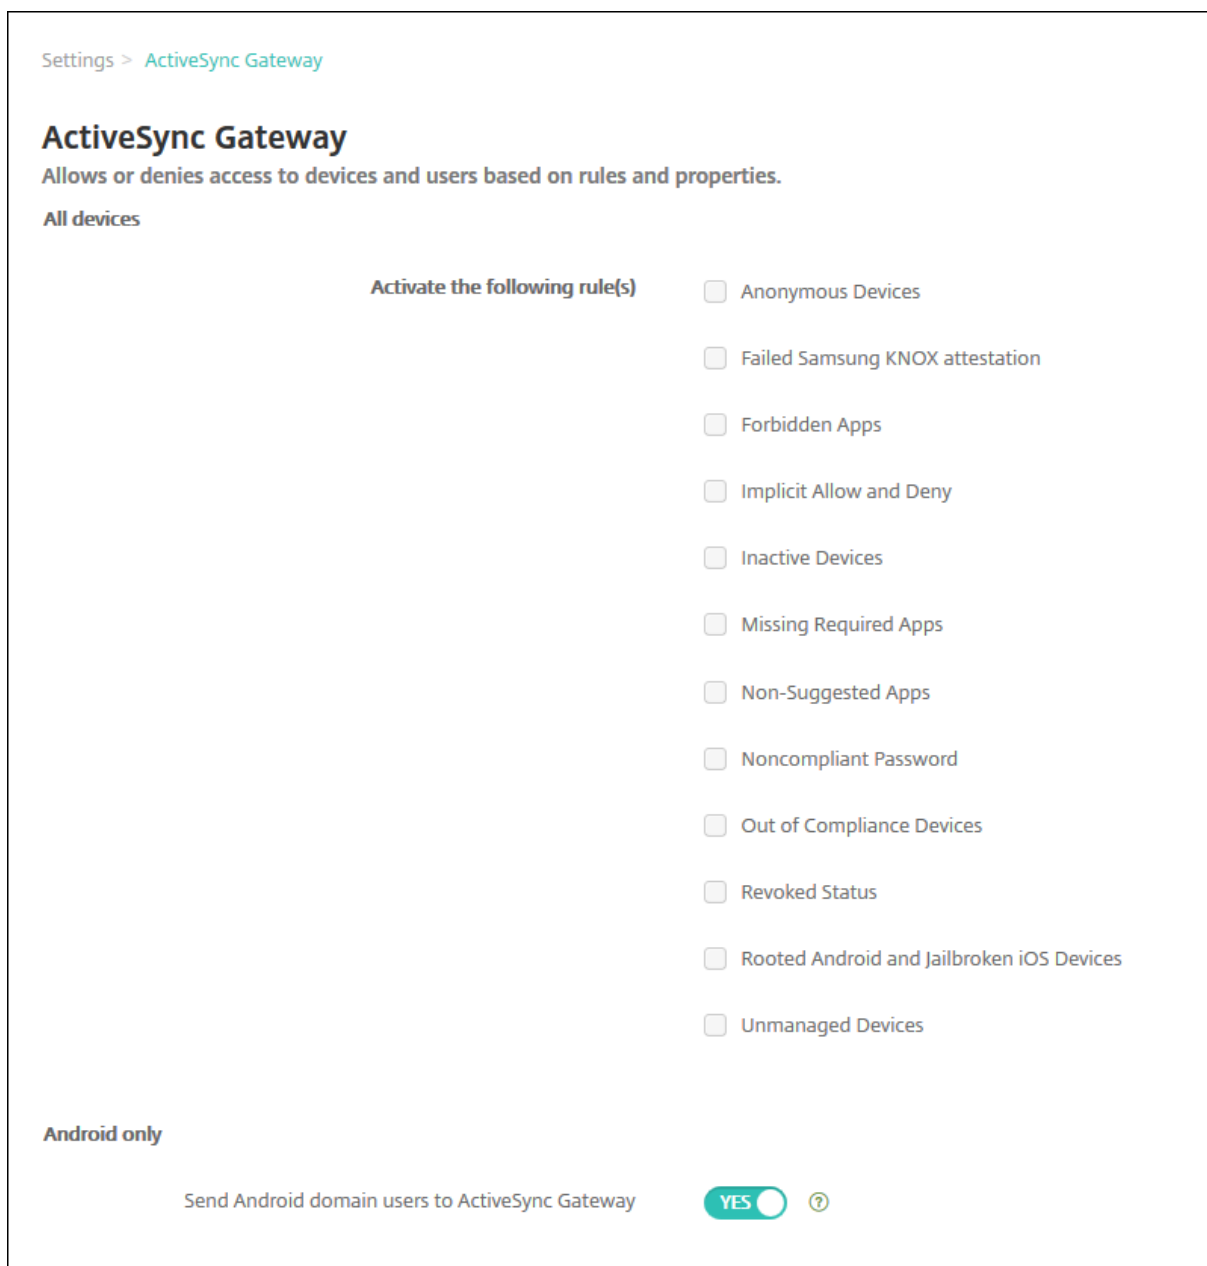 Settings > ActiveSync Gateway
ActiveSync Gateway
Allows or denies access to devices and users based on rules and properties.
All devices
Activate the following rule(s)
Anonymous Devices
Failed Samsung KNOX attestation
Forbidden Apps
Implicit Allow and Deny
Inactive Devices
Missing Required Apps
Non-Suggested Apps
Noncompliant Password
Out of Compliance Devices
Revoked Status
Rooted Android and Jailbroken iOS Devices
Unmanaged Devices
Android only
Send Android domain users to ActiveSync Gateway YES ?